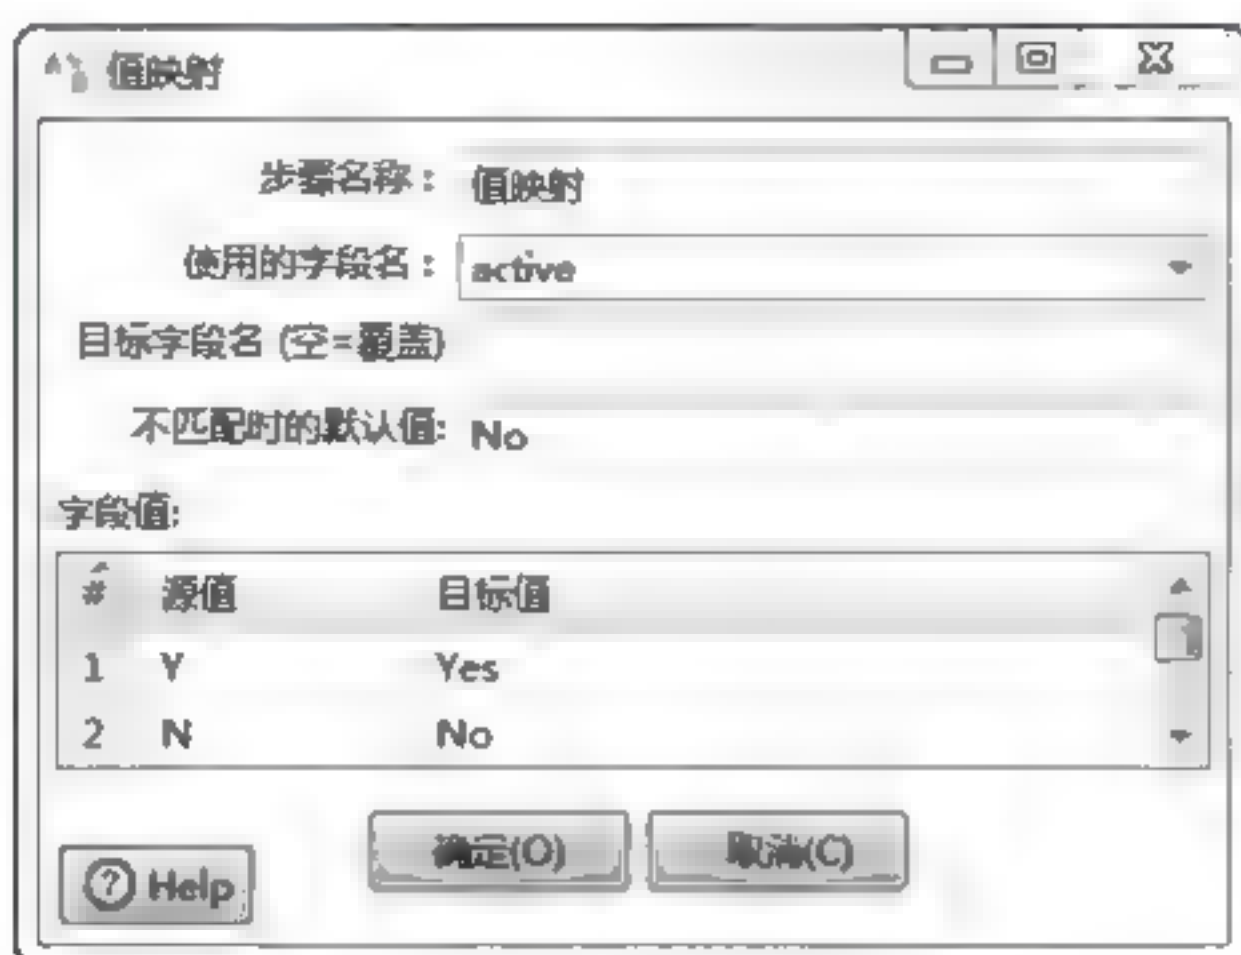 值映射
步骤名称：值映射
使用的字段名：active
目标字段名 (空=覆盖)
不匹配时的默认值: No
字段值:
# 源值 目标值
1 Y Yes
2 N No
确定(O) 取消(C)
Help